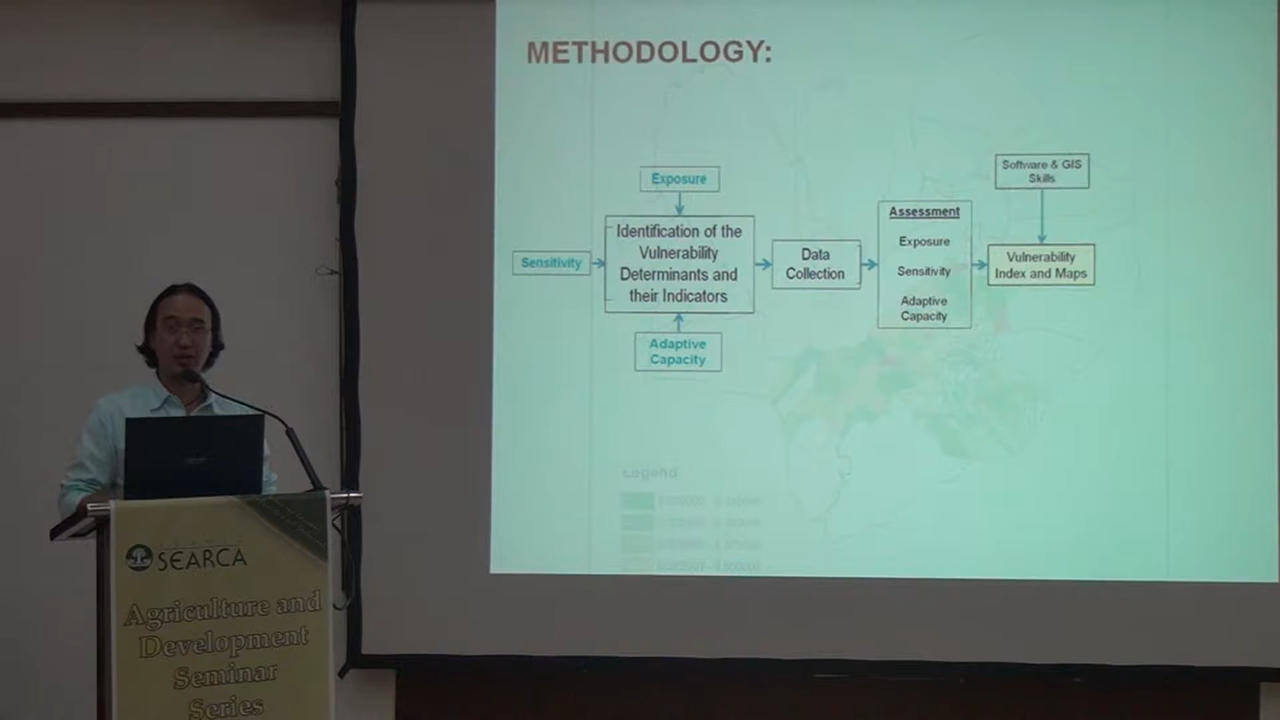 METHODOLOGY:
Software & GIS
Skills
Exposure
Assessment
Exposure
Sensitivity
Adaptive
Capacity
Identification of the
Vulnerability
Determinants and
their Indicators
Sensitivity
Data
Collection
Vulnerability
Index and Maps
Adaptive
Capacity
Legend
SEARCA
Agriculture and
Development
Seminar
Series